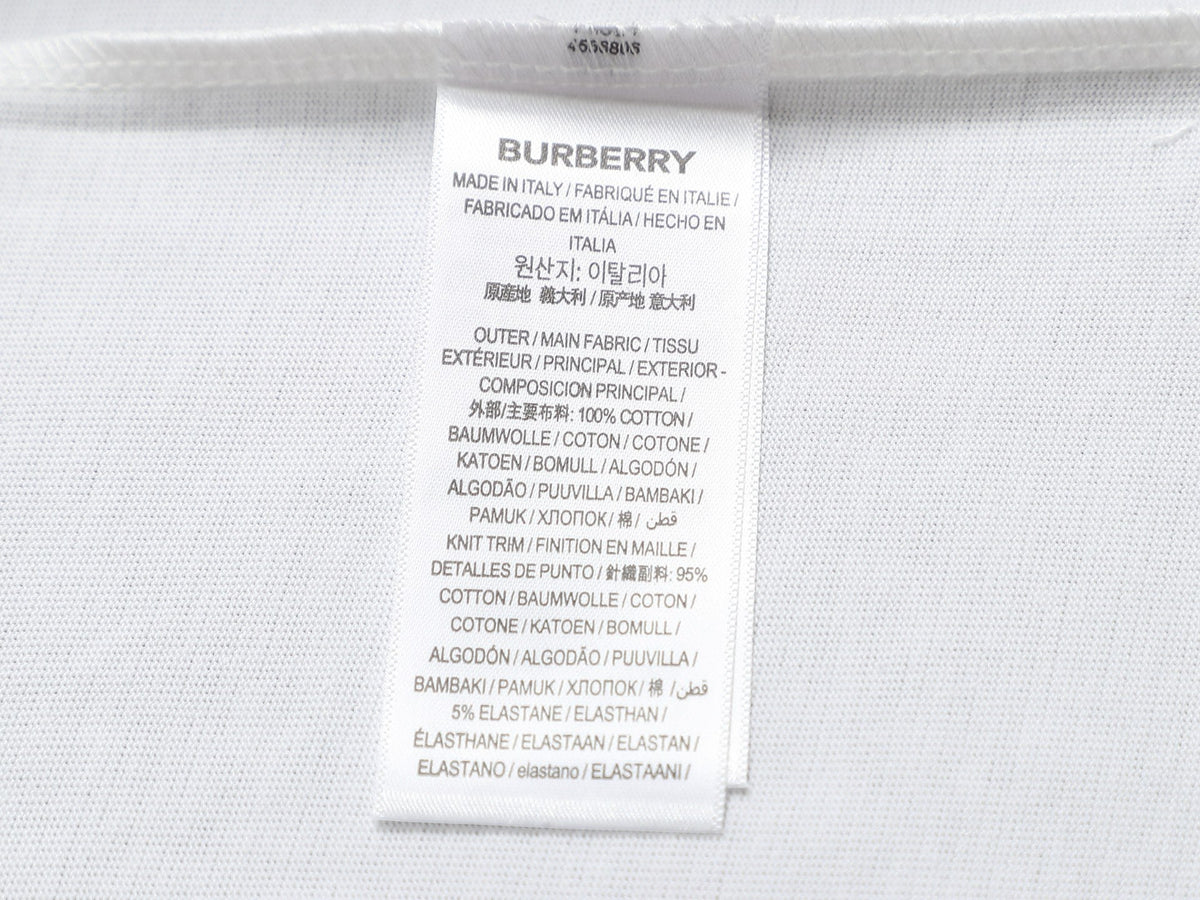 BURBERRY
MADE IN ITALY / FABRIQUÉ EN ITALIE /
FABRICADO EM ITÁLIA / HECHO EN
ITALIA
원산지: 이탈리아
原産地 義大利 / 原产地 意大利
OUTER / MAIN FABRIC / TISSU
EXTÉRIEUR / PRINCIPAL / EXTERIOR -
COMPOSICION PRINCIPAL /
外部/主要布料: 100% COTTON /
BAUMWOLLE / COTON / COTONE /
KATOEN / BOMULL / ALGODÓN /
ALGODÃO / PUUVILLA / BAMBAKI /
PAMUK / ХЛОПОК / 棉 / قطن
KNIT TRIM / FINITION EN MAILLE /
DETALLES DE PUNTO / 針織副料: 95%
COTTON / BAUMWOLLE / COTON /
COTONE / KATOEN / BOMULL /
ALGODÓN / ALGODÃO / PUUVILLA /
BAMBAKI / PAMUK / ХЛОПОК / 棉 / قطن
5% ELASTANE / ELASTHAN /
ÉLASTHANE / ELASTAAN / ELASTAN /
ELASTANO / elastano / ELASTAANI /